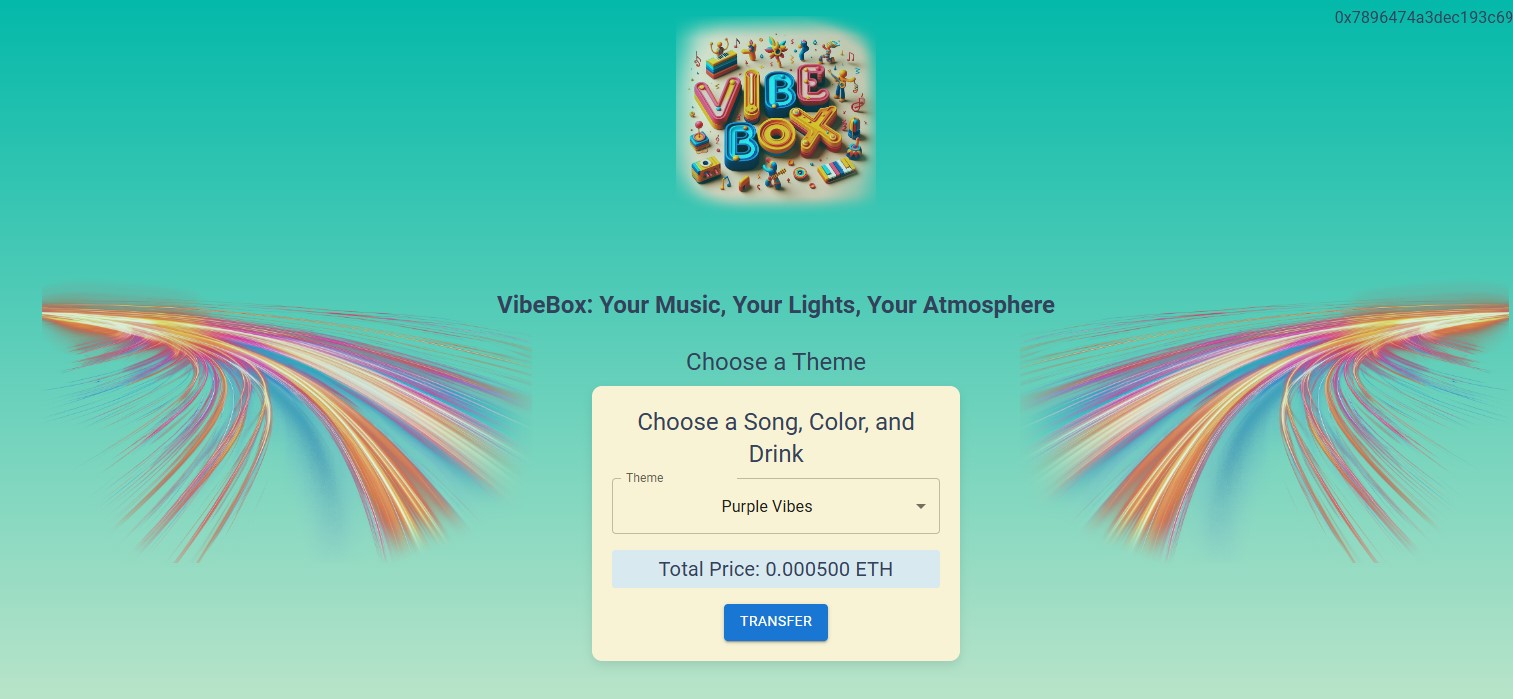 0x7896474a3dec193c69
VIBE
BOX
VibeBox: Your Music, Your Lights, Your Atmosphere
Choose a Theme
Choose a Song, Color, and
Drink
Theme
Purple Vibes
Total Price: 0.000500 ETH
TRANSFER